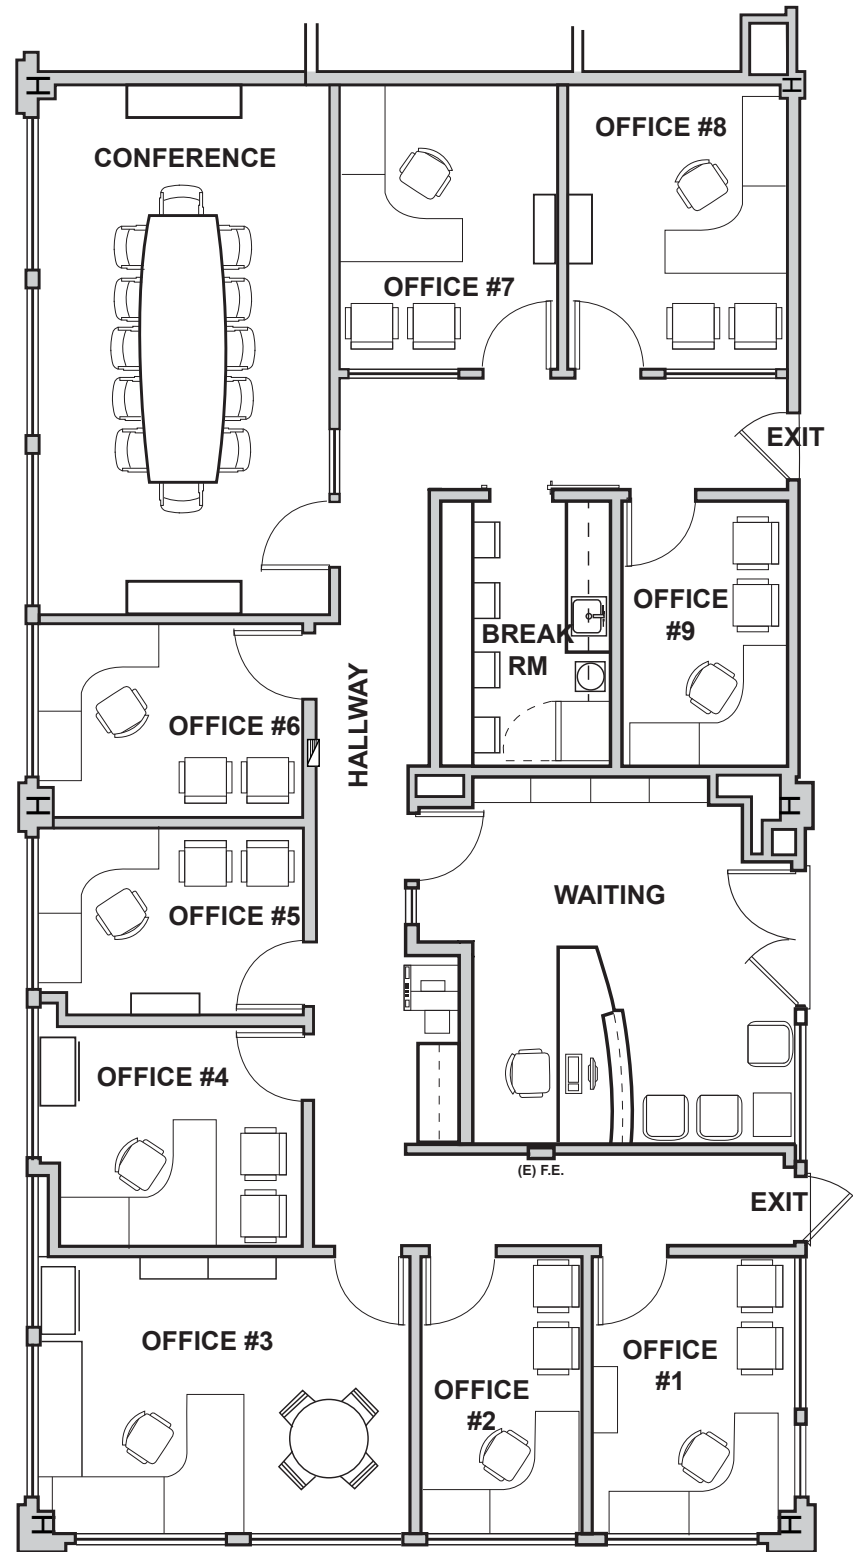 OFFICE #8
CONFERENCE
OFFICE #7
EXIT
OFFICE
#9
BREAK
RM
HALLWAY
OFFICE #6
WAITING
OFFICE #5
OFFICE #4
(E) F.E.
EXIT
OFFICE #3
OFFICE
#1
OFFICE
#2